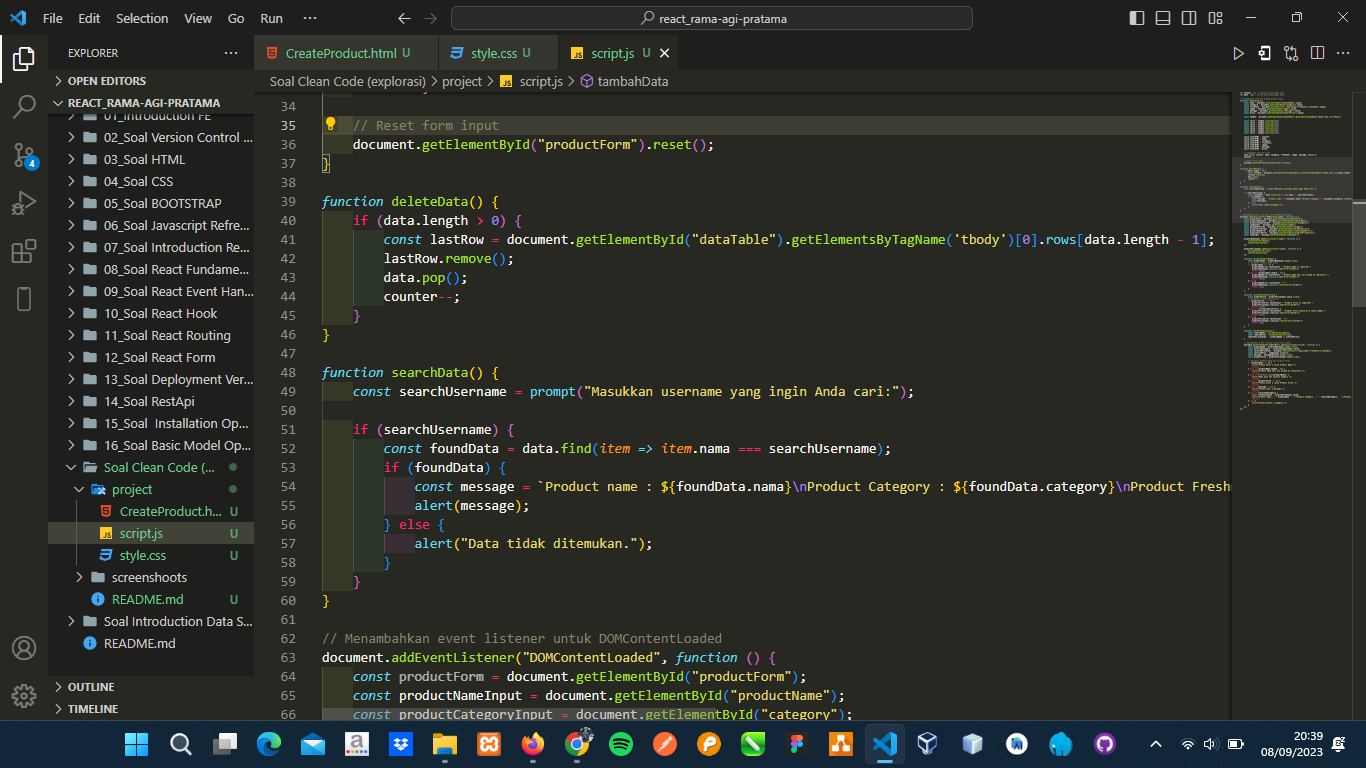 File Edit Selection View Go Run ··· react_rama-agi-pratama
EXPLORER ···
CreateProduct.html U style.css U script.js U
OPEN EDITORS
Soal Clean Code (explorasi) > project > script.js > tambahData
REACT_RAMA-AGI-PRATAMA
01_Introduction FE
02_Soal Version Control ...
03_Soal HTML
04_Soal CSS
05_Soal BOOTSTRAP
06_Soal Javascript Refre...
07_Soal Introduction Re...
08_Soal React Fundame...
09_Soal React Event Han...
10_Soal React Hook
11_Soal React Routing
12_Soal React Form
13_Soal Deployment Ver...
14_Soal RestApi
15_Soal Installation Op...
16_Soal Basic Model Op...
Soal Clean Code (...
project
CreateProduct.h... U
script.js U
style.css U
screenshoots
README.md U
Soal Introduction Data S...
README.md
OUTLINE
TIMELINE
4
34
35 // Reset form input
36 document.getElementById("productForm").reset();
37 }
38
39 function deleteData() {
40 if (data.length > 0) {
41 const lastRow = document.getElementById("dataTable").getElementsByTagName('tbody')[0].rows[data.length - 1];
42 lastRow.remove();
43 data.pop();
44 counter--;
45 }
46 }
47
48 function searchData() {
49 const searchUsername = prompt("Masukkan username yang ingin Anda cari:");
50
51 if (searchUsername) {
52 const foundData = data.find(item => item.nama === searchUsername);
53 if (foundData) {
54 const message = `Product name : ${foundData.nama}\nProduct Category : ${foundData.category}\nProduct Fresh
55 alert(message);
56 } else {
57 alert("Data tidak ditemukan.");
58 }
59 }
60 }
61
62 // Menambahkan event listener untuk DOMContentLoaded
63 document.addEventListener("DOMContentLoaded", function () {
64 const productForm = document.getElementById("productForm");
65 const productNameInput = document.getElementById("productName");
66 const productCategoryInput = document.getElementById("category");
20:39
08/09/2023